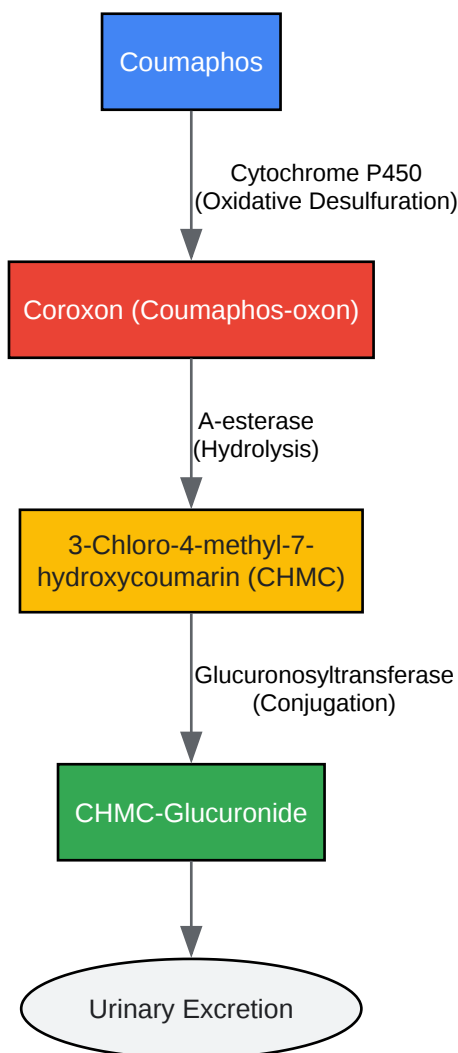 Coumaphos
Cytochrome P450
(Oxidative Desulfuration)
Coroxon (Coumaphos-oxon)
A-esterase
(Hydrolysis)
3-Chloro-4-methyl-7-
hydroxycoumarin (CHMC)
Glucuronosyltransferase
(Conjugation)
CHMC-Glucuronide
Urinary Excretion